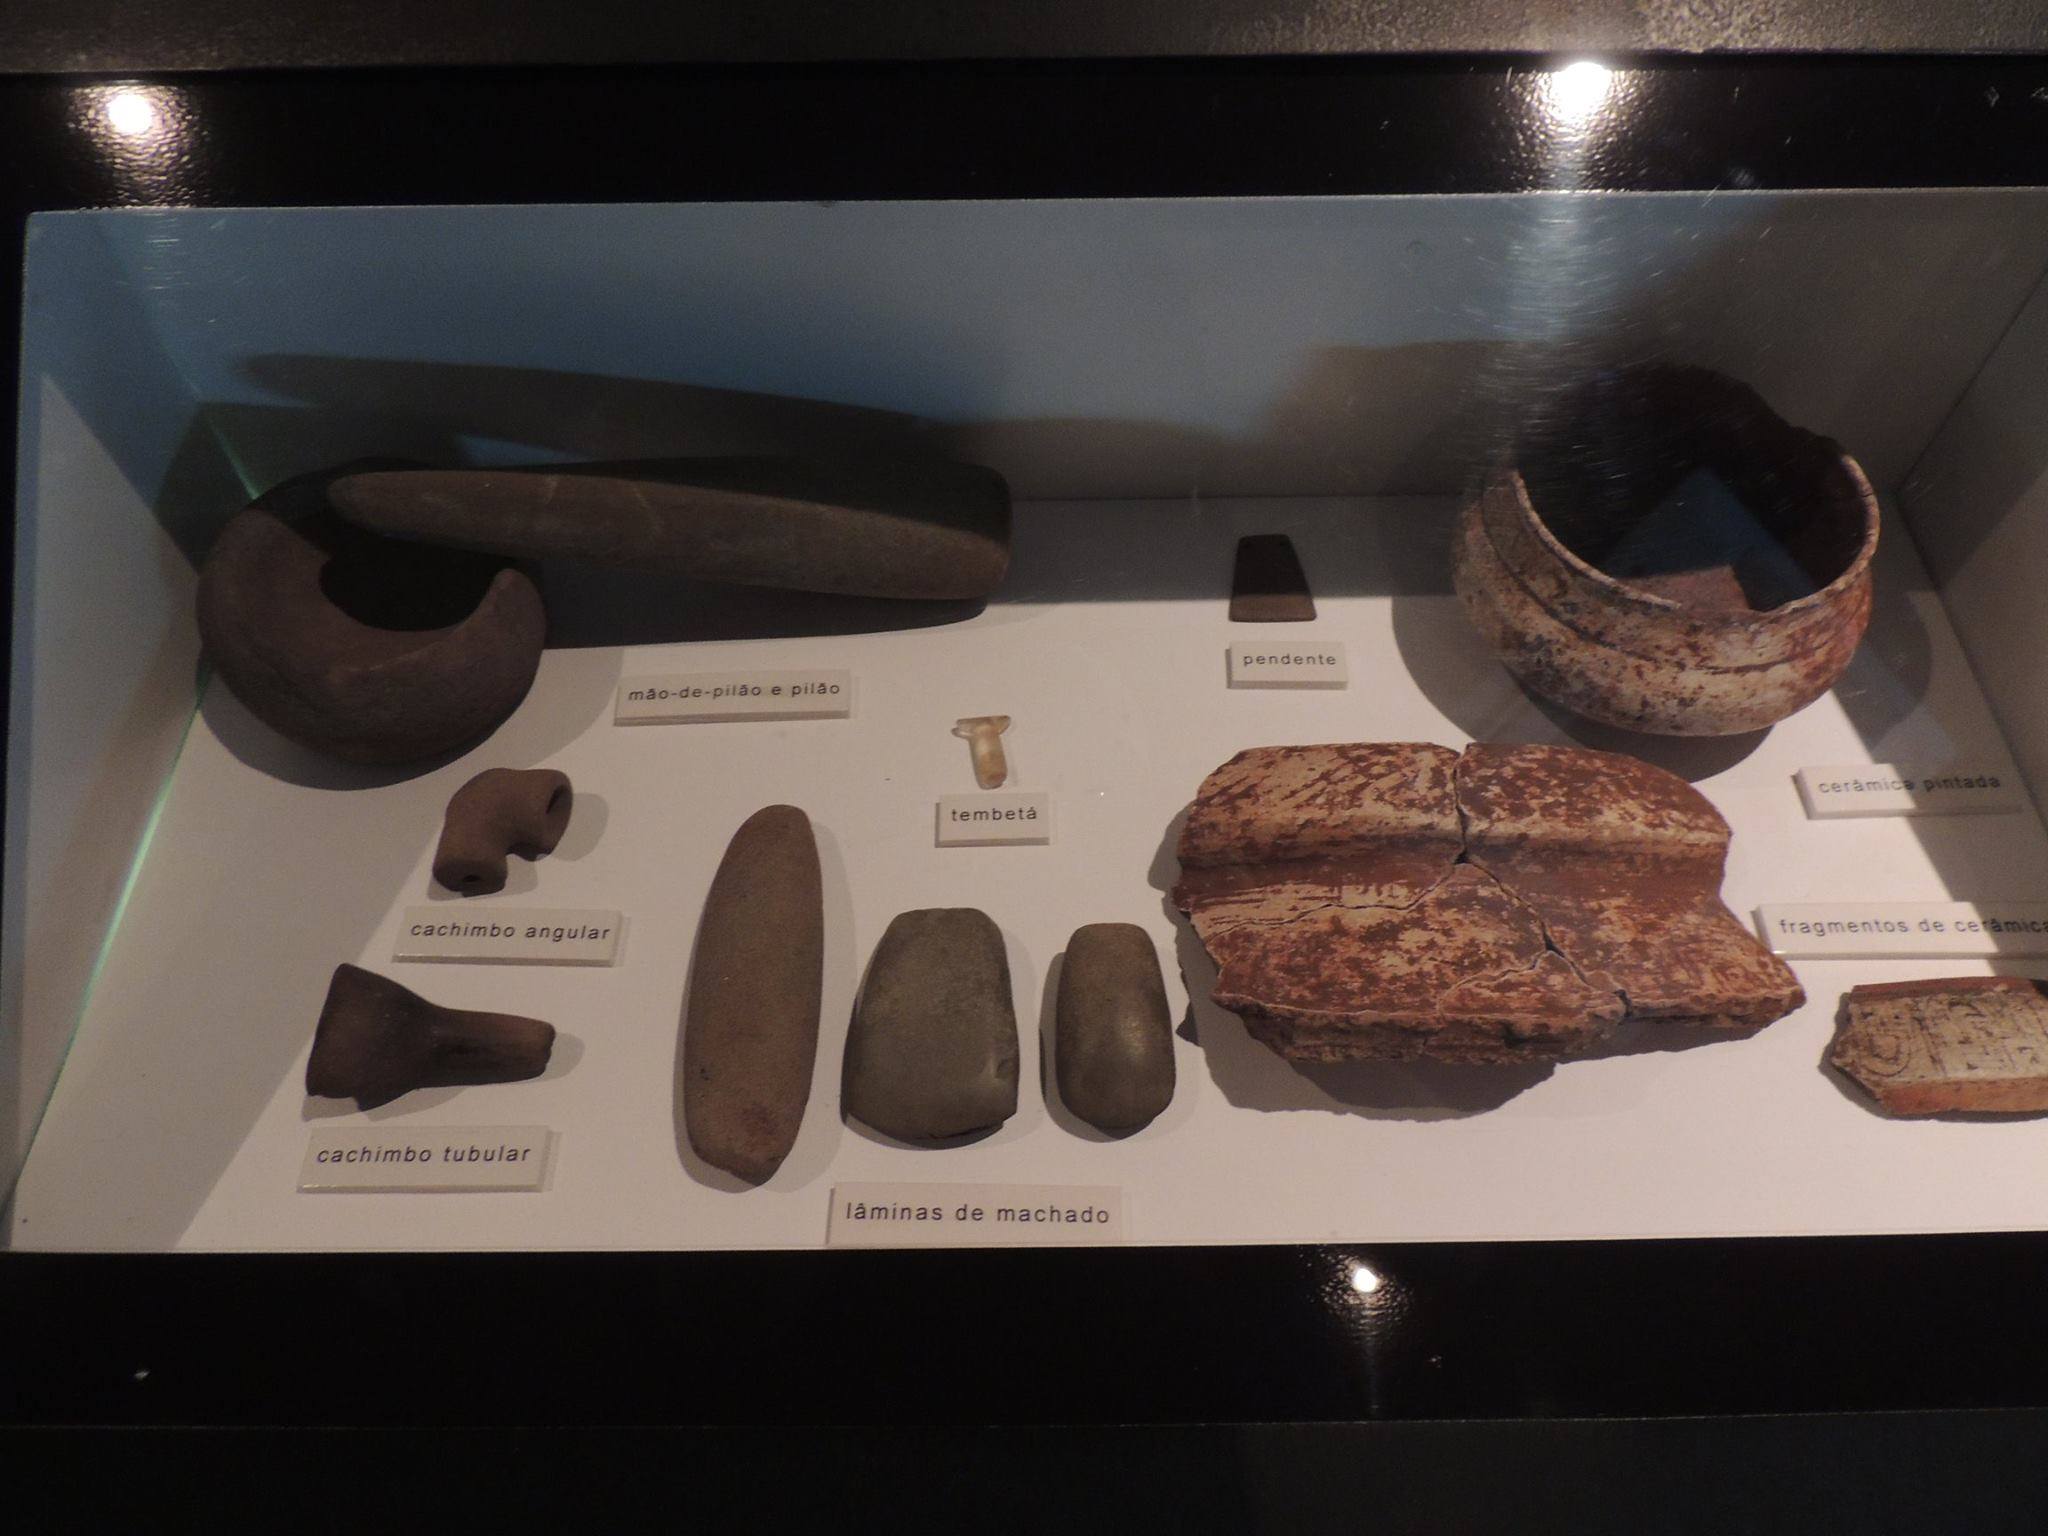 pendente
mão-de-pilão e pilão
cerâmica pintada
tembetá
cachimbo angular
fragmentos de cerâmica
cachimbo tubular
lâminas de machado